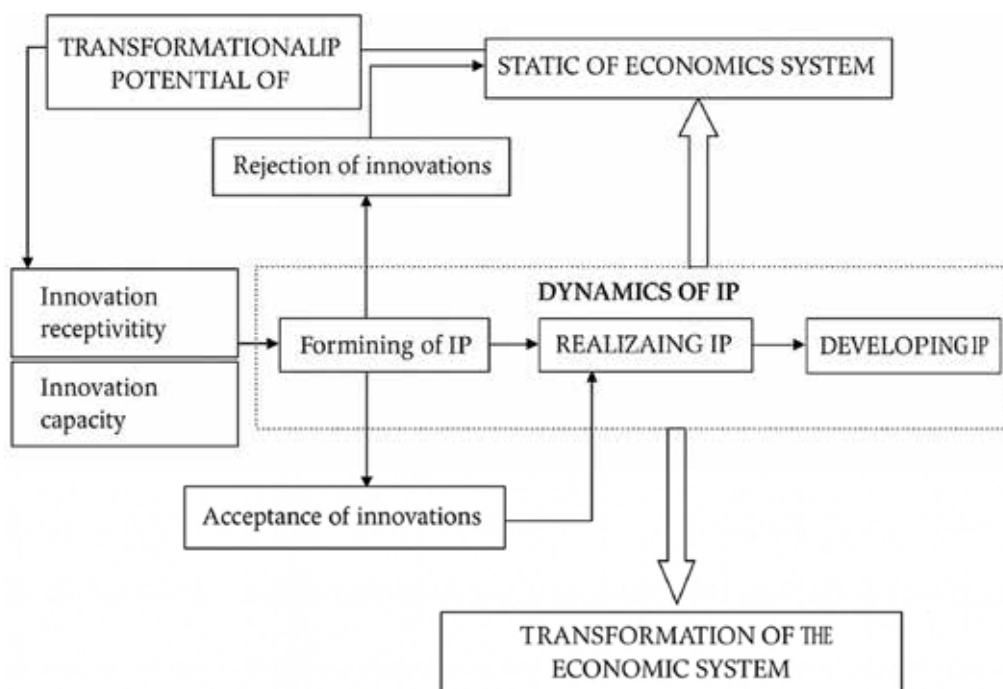 TRANSFORMATIONALIP
POTENTIAL OF
STATIC OF ECONOMICS SYSTEM
Rejection of innovations
Innovation
receptivitity
DYNAMICS OF IP
Formining of IP
REALIZAING IP
DEVELOPING IP
Innovation
capacity
Acceptance of innovations
TRANSFORMATION OF THE
ECONOMIC SYSTEM